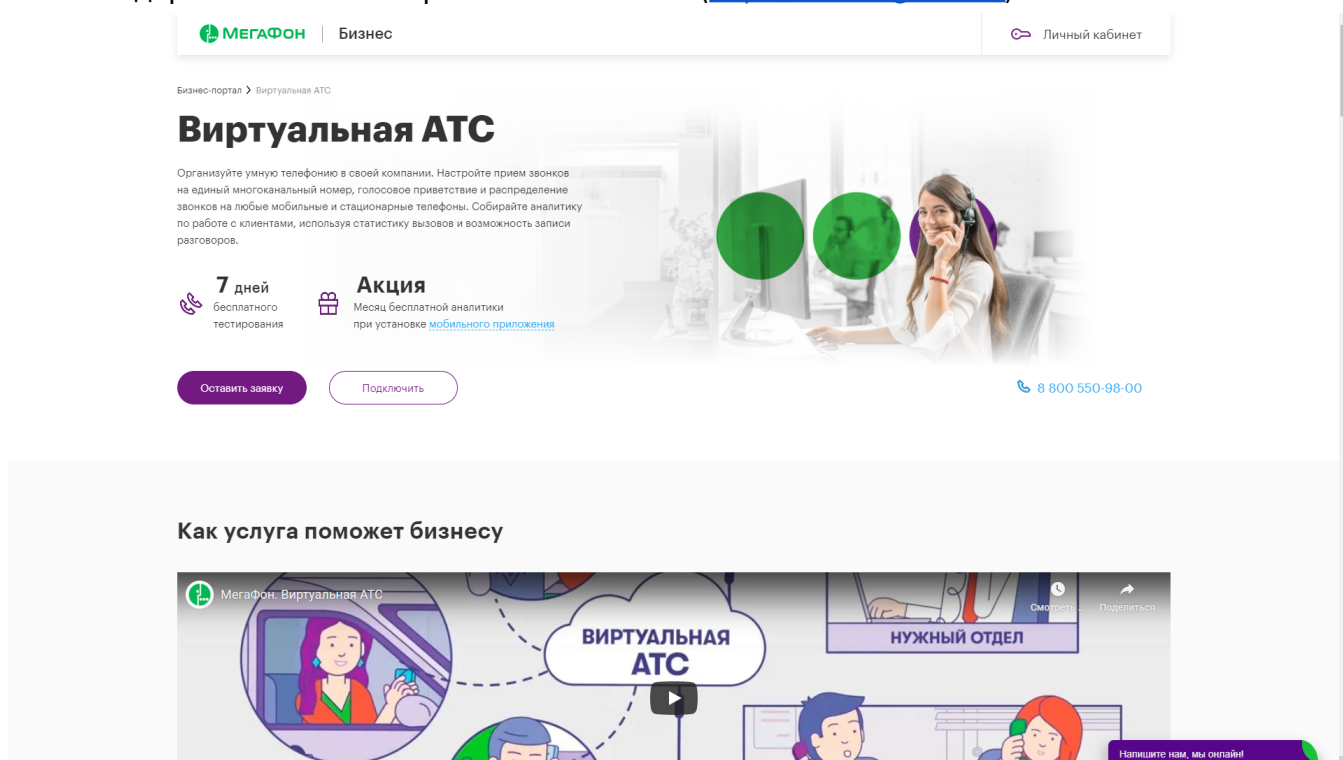 МегаФон Бизнес
Личный кабинет
Бизнес-портал > Виртуальная АТС
Виртуальная АТС
Организуйте умную телефонию в своей компании. Настройте прием звонков
на единый многоканальный номер, голосовое приветствие и распределение
звонков на любые мобильные и стационарные телефоны. Собирайте аналитику
по работе с клиентами, используя статистику вызовов и возможность записи
разговоров.
7 дней
бесплатного
тестирования
Акция
Месяц бесплатной аналитики
при установке мобильного приложения
Оставить заявку
Подключить
8 800 550-98-00
Как услуга поможет бизнесу
МегаФон. Виртуальная АТС
Смотреть...
Поделиться
ВИРТУАЛЬНАЯ
АТС
НУЖНЫЙ ОТДЕЛ
Напишите нам, мы онлайн!